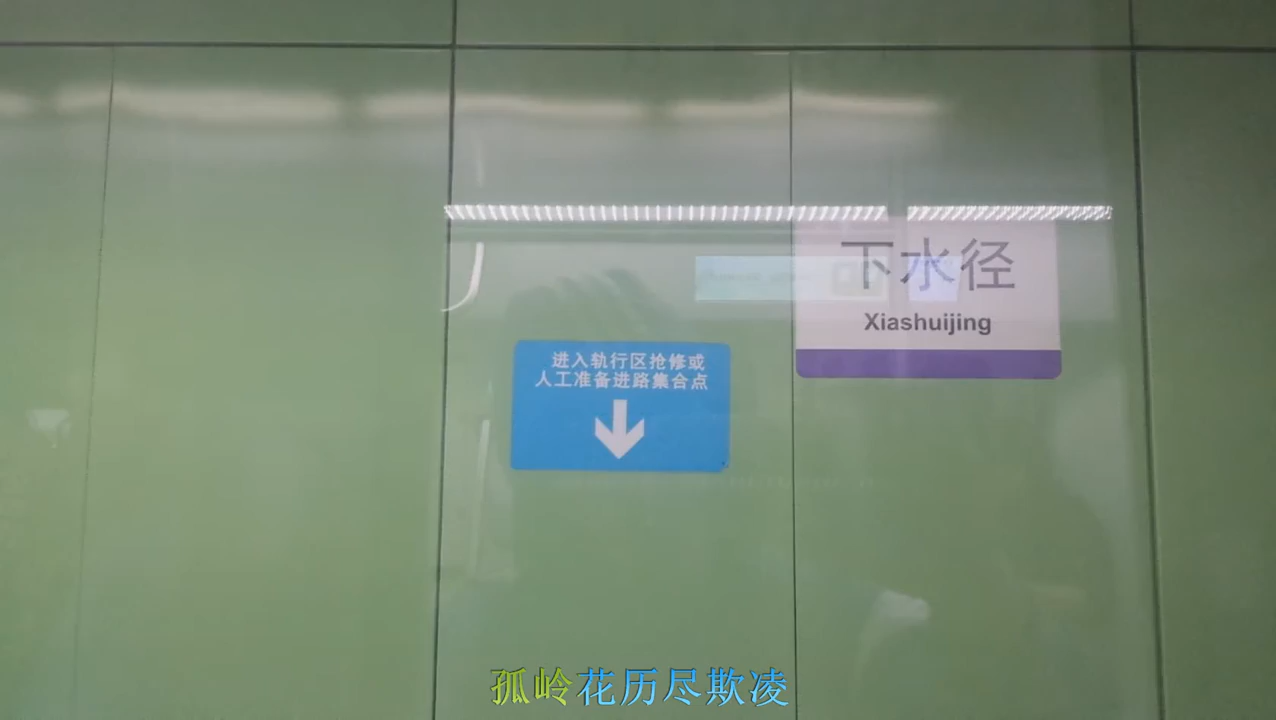 下水径
Xiashuijing
进入轨行区抢修或
人工准备进路集合点
孤岭花历尽欺凌